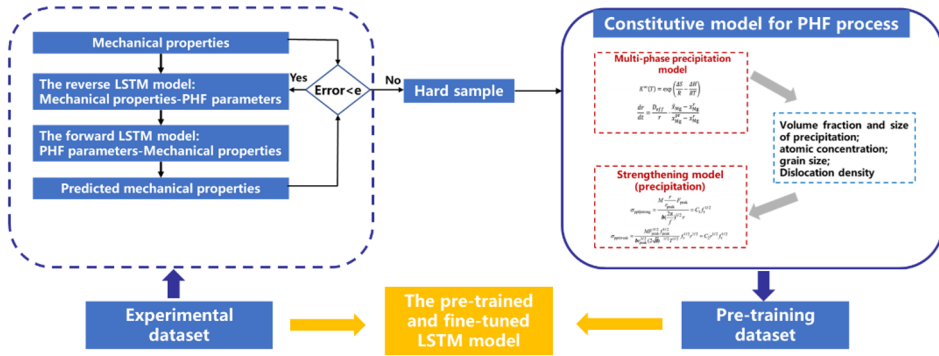 Mechanical properties
The reverse LSTM model:
Mechanical properties-PHF parameters
The forward LSTM model:
PHF parameters-Mechanical properties
Predicted mechanical properties
Yes
Error<e
No
Hard sample
Constitutive model for PHF process
Multi-phase precipitation
model
Volume fraction and size
of precipitation;
atomic concentration;
grain size;
Dislocation density
Strengthening model
(precipitation)
Experimental
dataset
The pre-trained
and fine-tuned
LSTM model
Pre-training
dataset